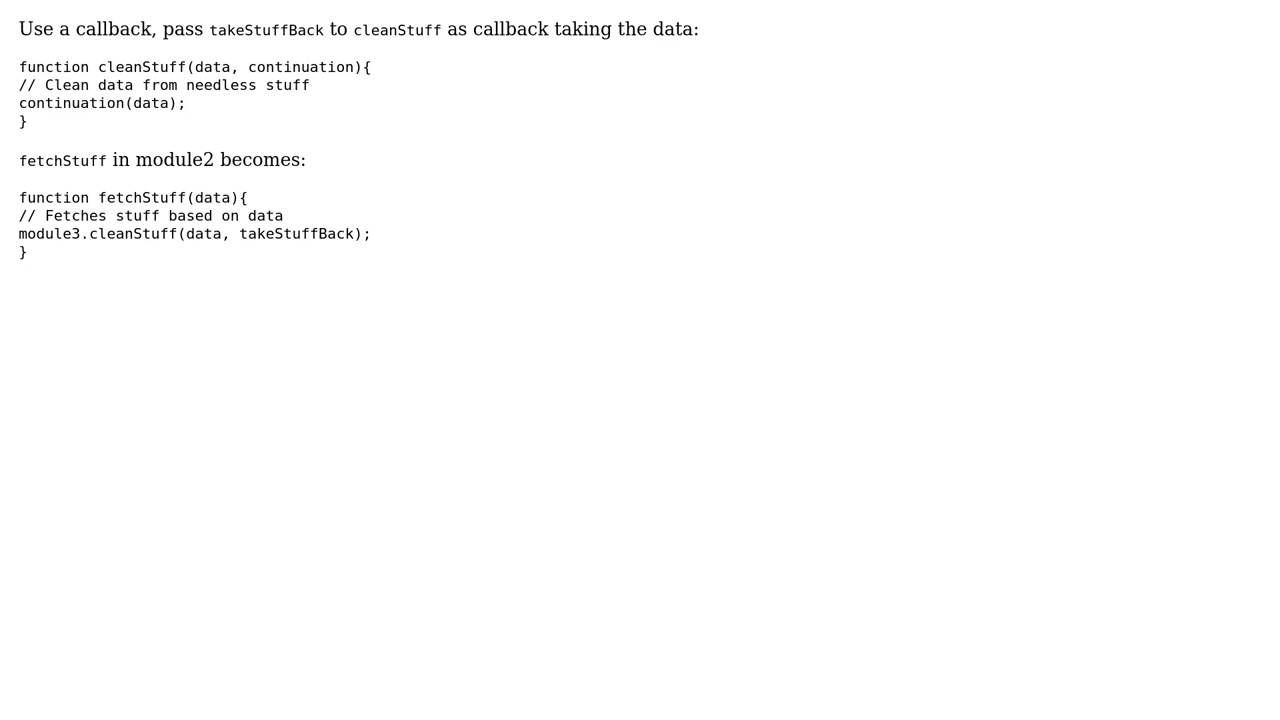 Use a callback, pass takeStuffBack to cleanStuff as callback taking the data:
function cleanStuff(data, continuation){
// Clean data from needless stuff
continuation(data);
}
fetchStuff in module2 becomes:
function fetchStuff(data){
// Fetches stuff based on data
module3.cleanStuff(data, takeStuffBack);
}